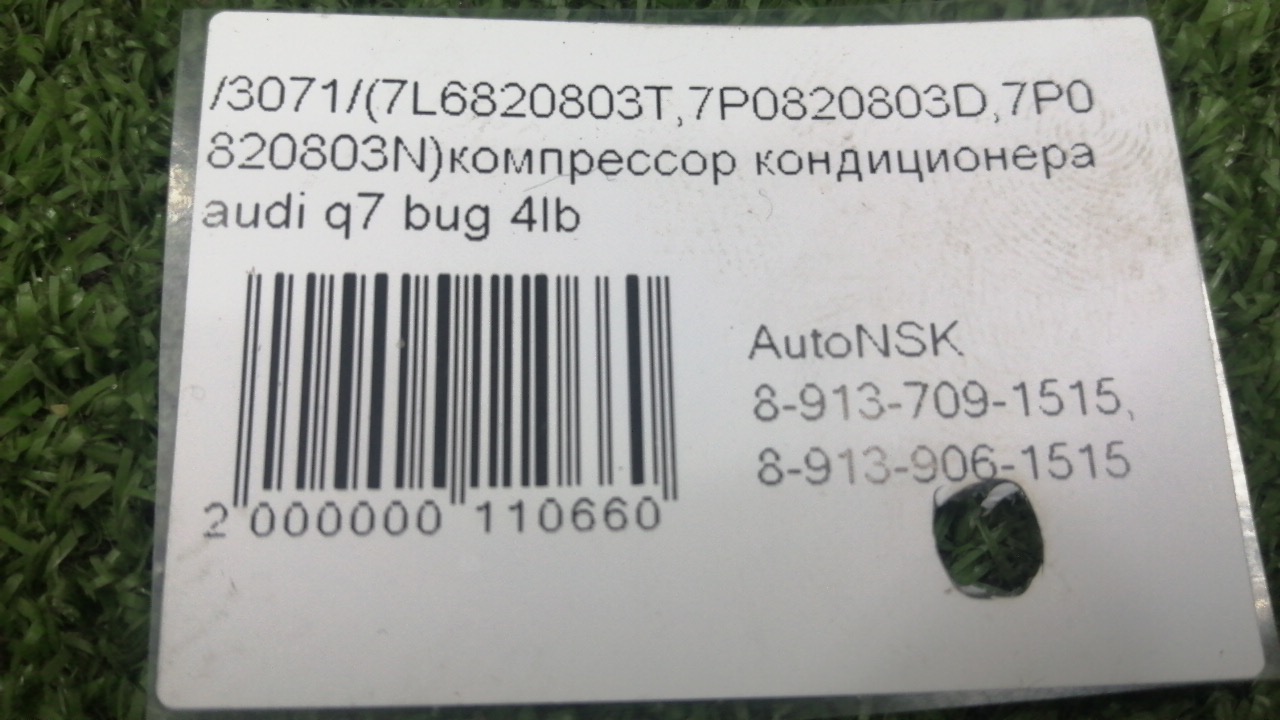 /3071/(7L6820803T,7P0820803D,7P0
820803N)компрессор кондиционера
audi q7 bug 4lb
AutoNSK
8-913-709-1515,
8-913-906-1515
2 000000 110660